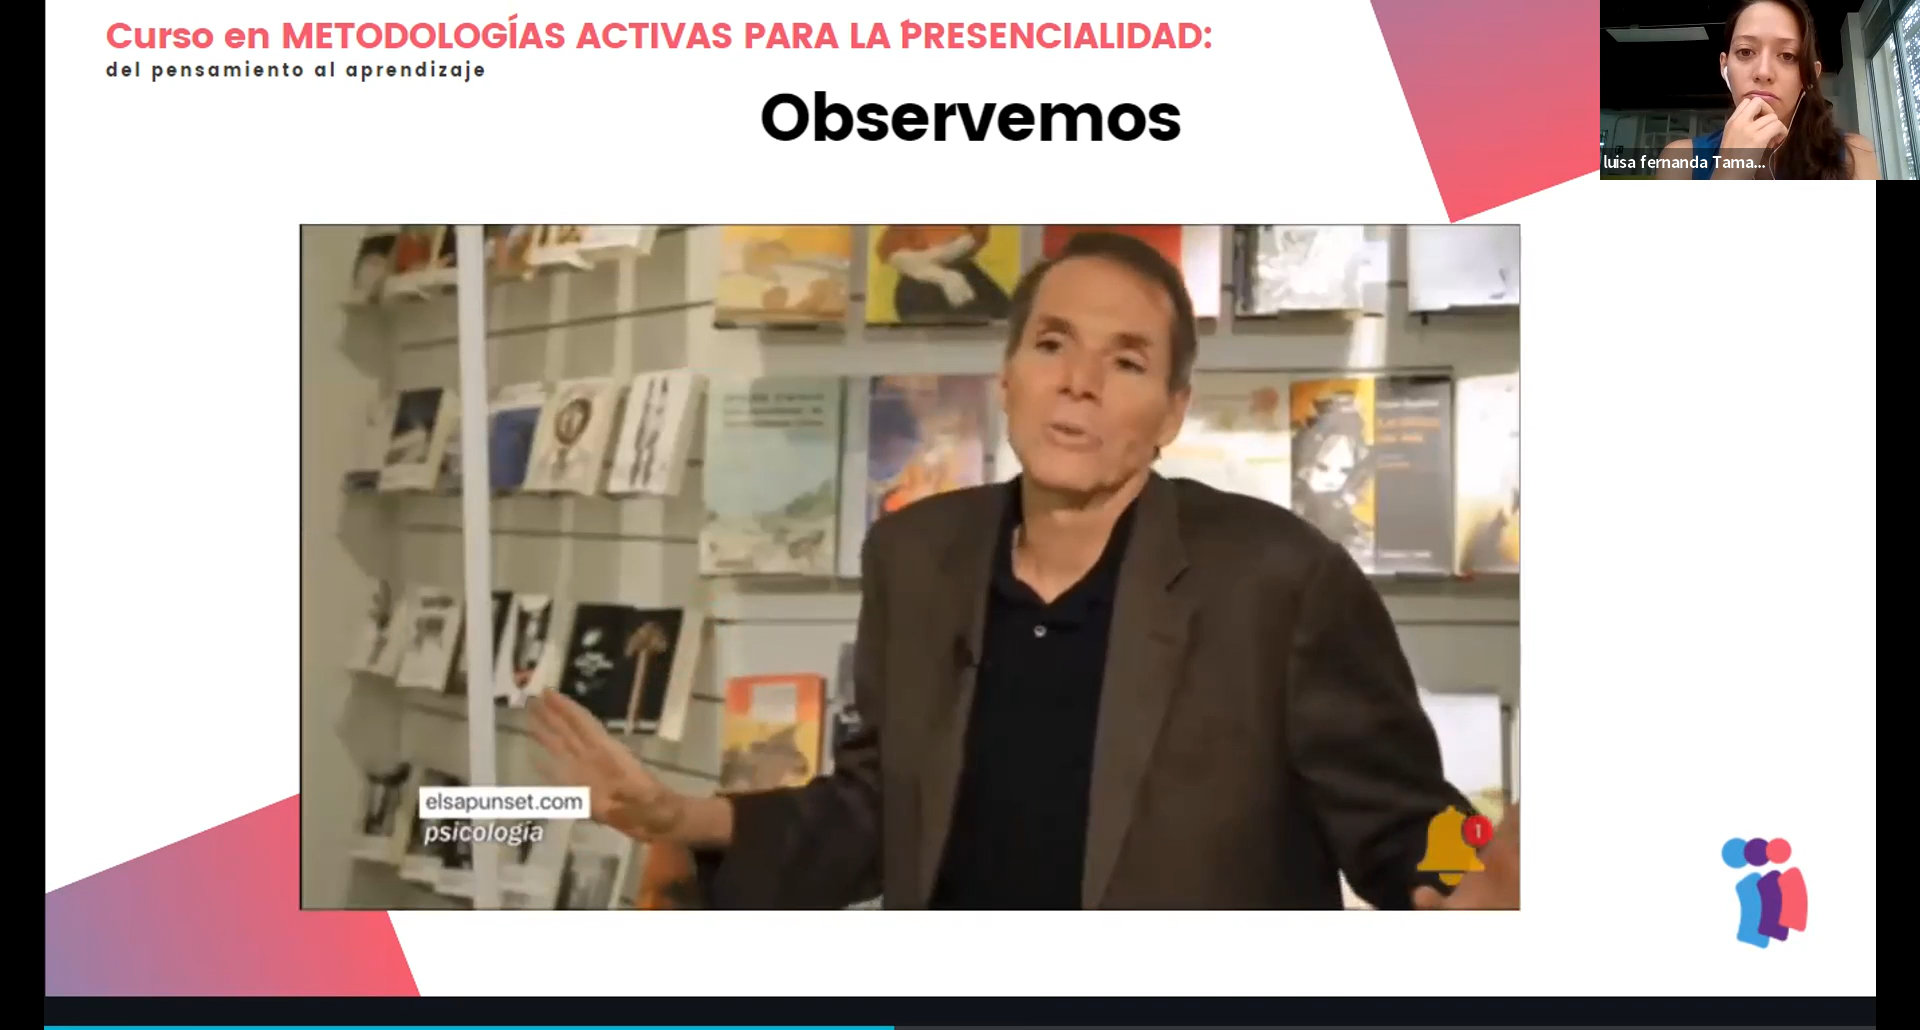 Curso en METODOLOGÍAS ACTIVAS PARA LA PRESENCIALIDAD:
del pensamiento al aprendizaje
Observemos
luisa fernanda Tama...
elsapunset.com
psicología
1